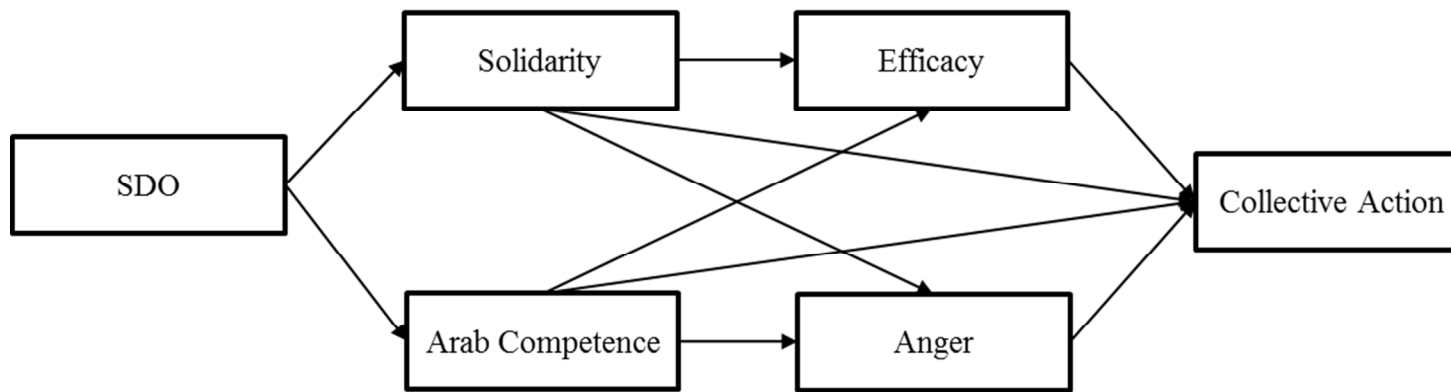 Solidarity
Efficacy
SDO
Collective Action
Arab Competence
Anger